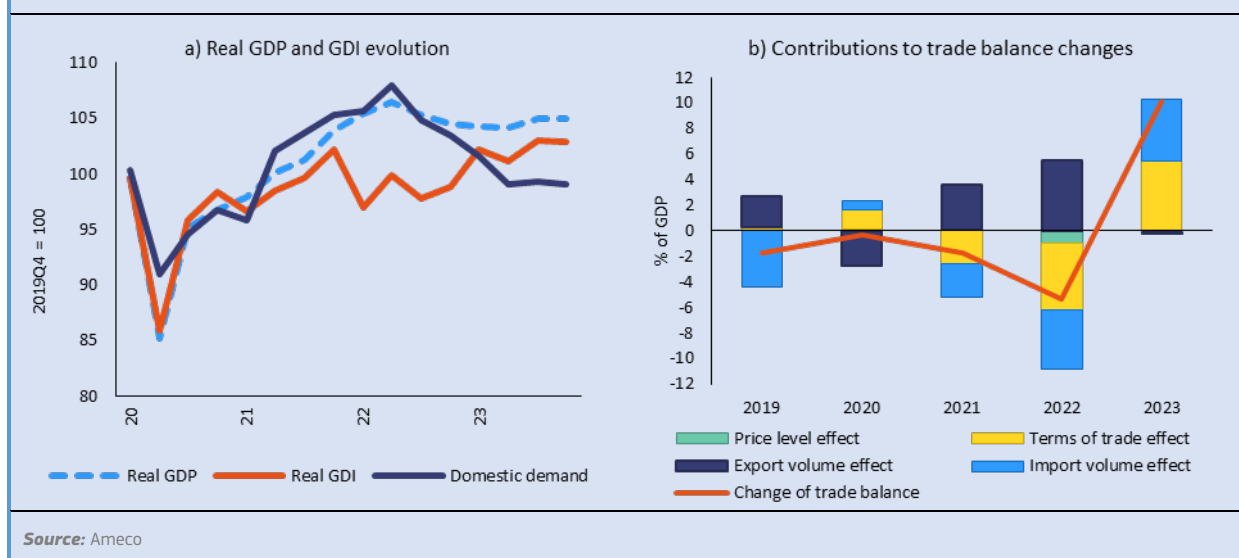 a) Real GDP and GDI evolution
110
105
100
95
90
85
80
2019Q4 = 100
20
21
22
23
Real GDP
Real GDI
Domestic demand
b) Contributions to trade balance changes
12
10
8
6
4
2
0
-2
-4
-6
-8
-10
-12
% of GDP
2019
2020
2021
2022
2023
Price level effect
Terms of trade effect
Export volume effect
Import volume effect
Change of trade balance
Source: Ameco